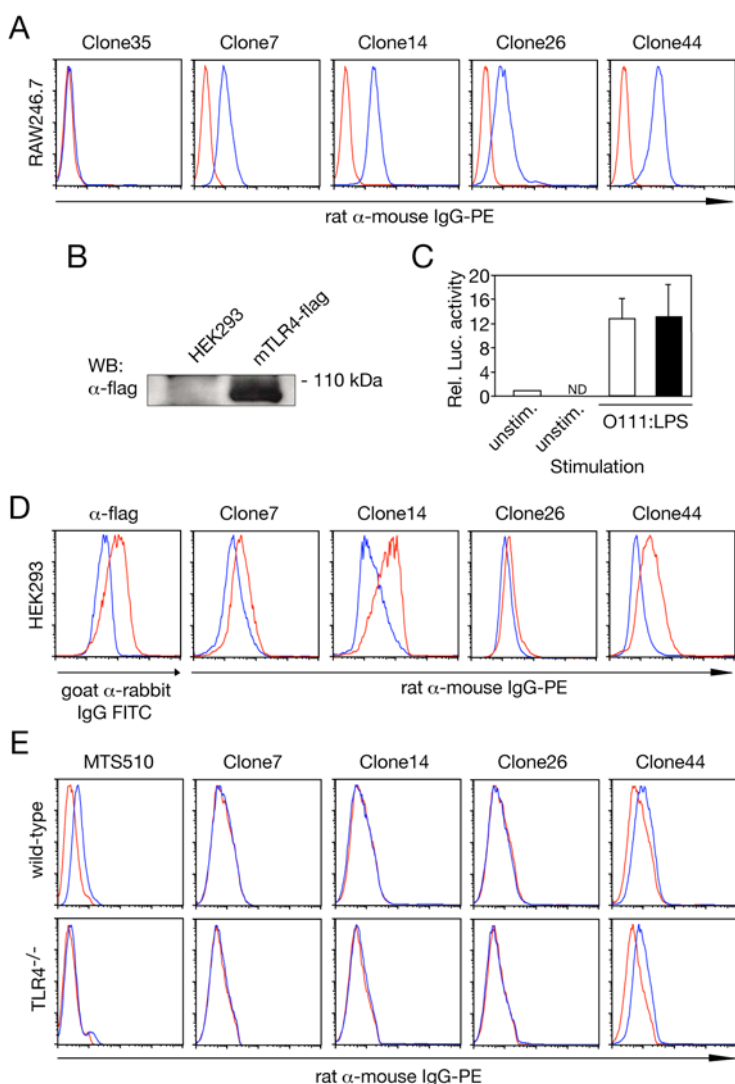 A
Clone35 Clone7 Clone14 Clone26 Clone44
RAW246.7
rat α-mouse IgG-PE
B
HEK293 mTLR4-flag
WB:
α-flag
- 110 kDa
C
Rel. Luc. activity
20
16
12
8
4
0
ND
unstim. unstim. O111:LPS
Stimulation
D
α-flag Clone7 Clone14 Clone26 Clone44
HEK293
goat α-rabbit
IgG FITC
rat α-mouse IgG-PE
E
MTS510 Clone7 Clone14 Clone26 Clone44
wild-type
TLR4-/-
rat α-mouse IgG-PE